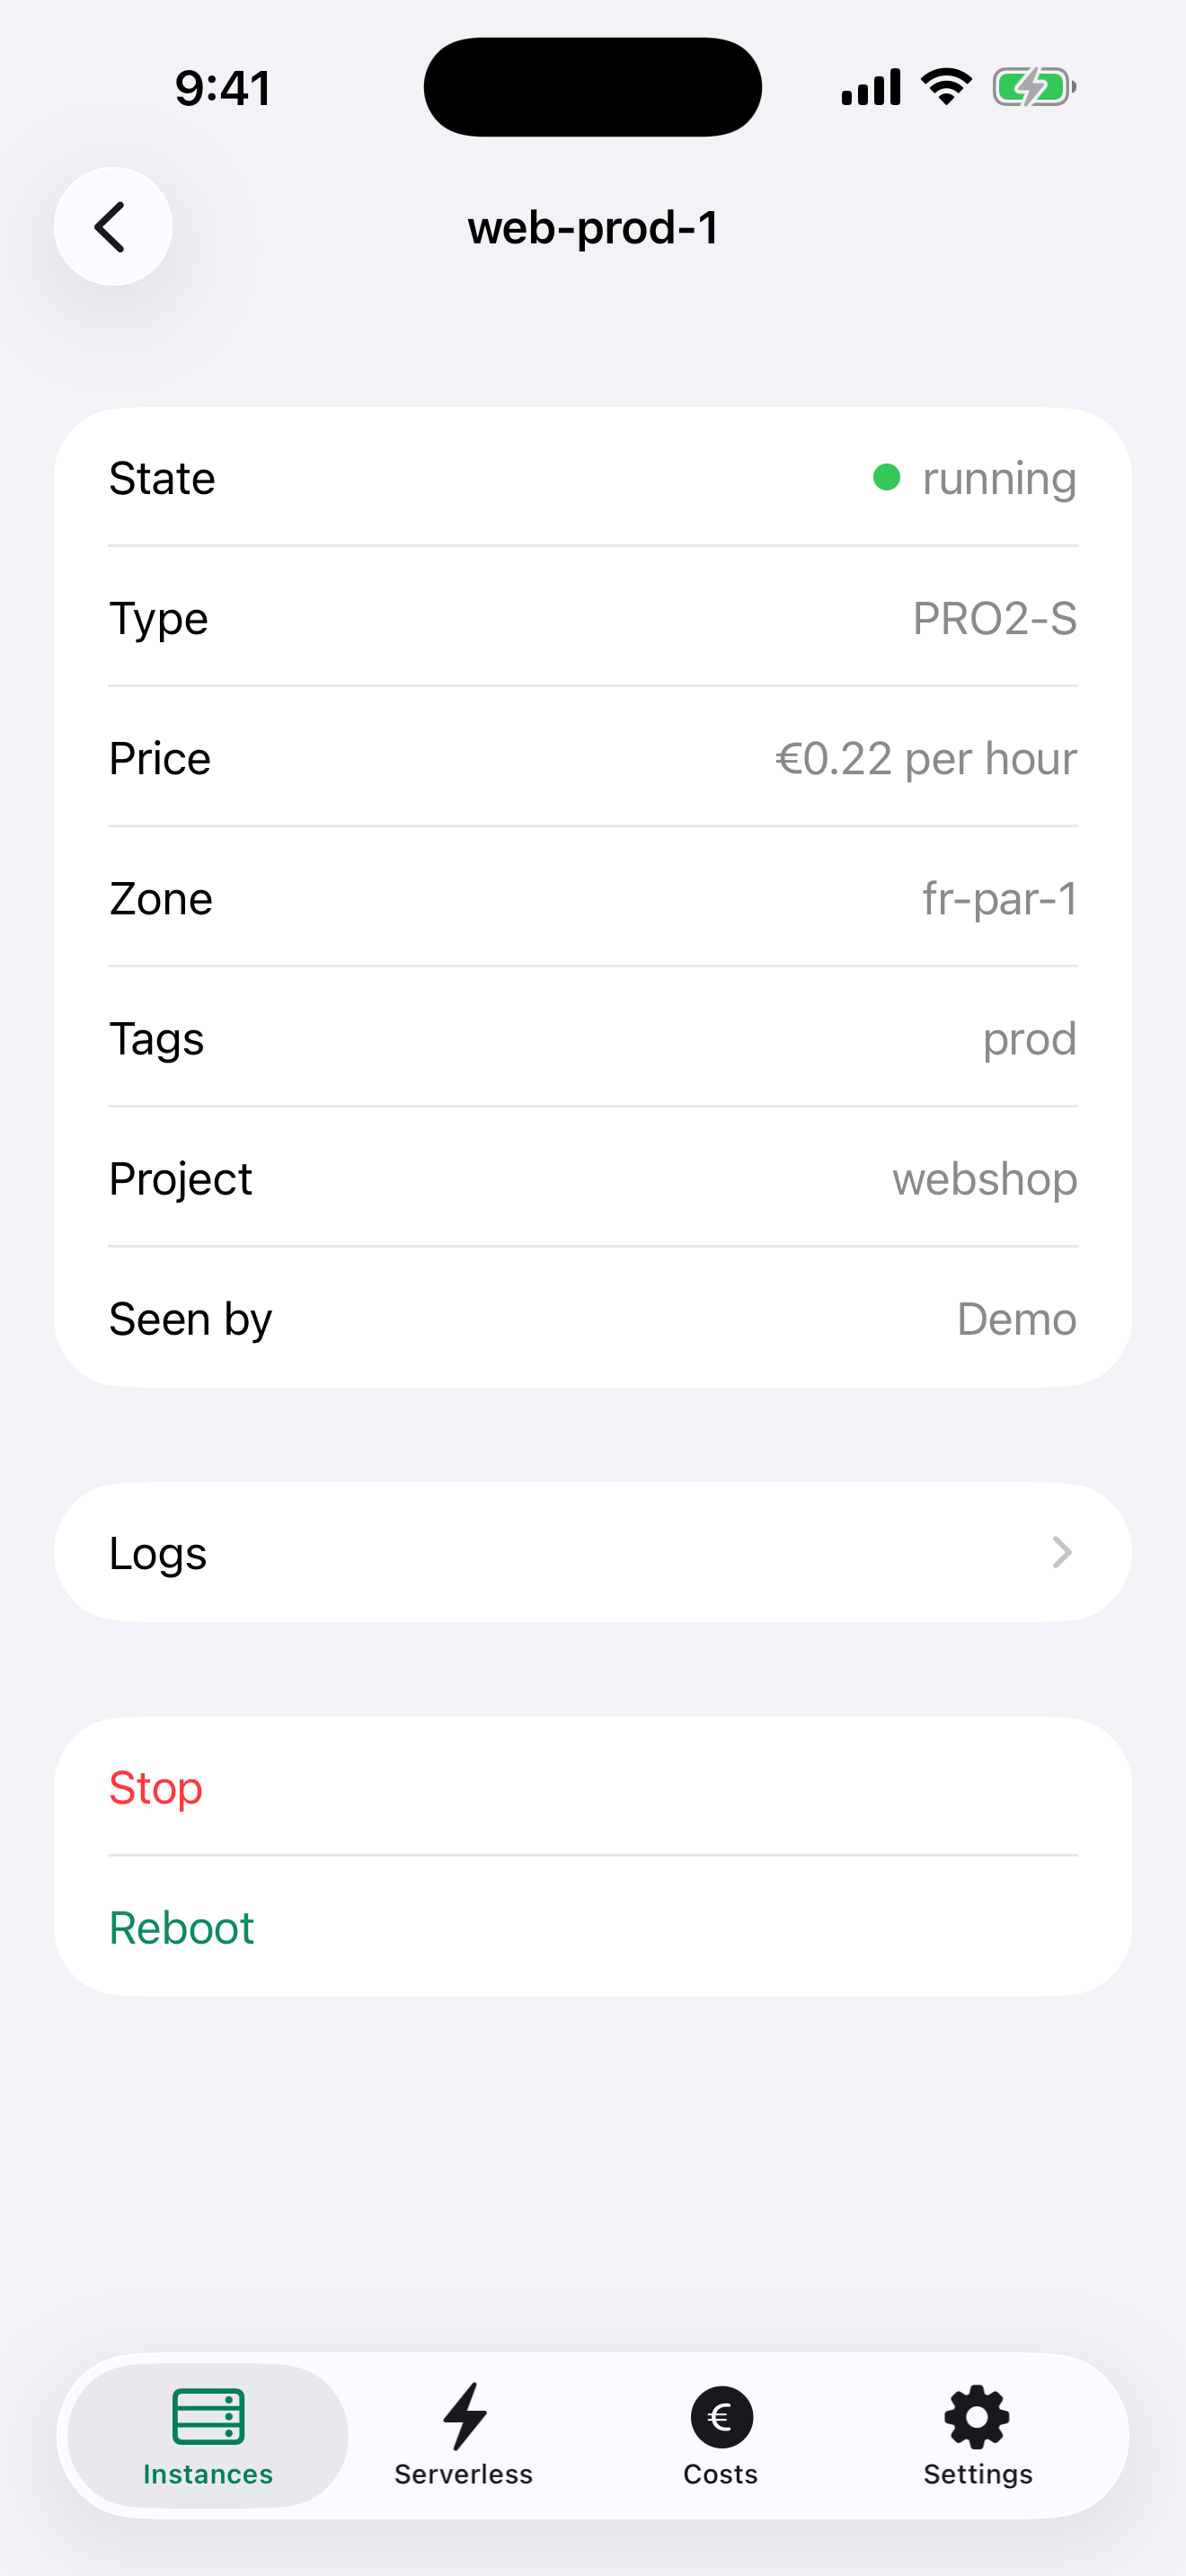 9:41
web-prod-1
State running
Type PRO2-S
Price €0.22 per hour
Zone fr-par-1
Tags prod
Project webshop
Seen by Demo
Logs
Stop
Reboot
Instances Serverless € Costs Settings